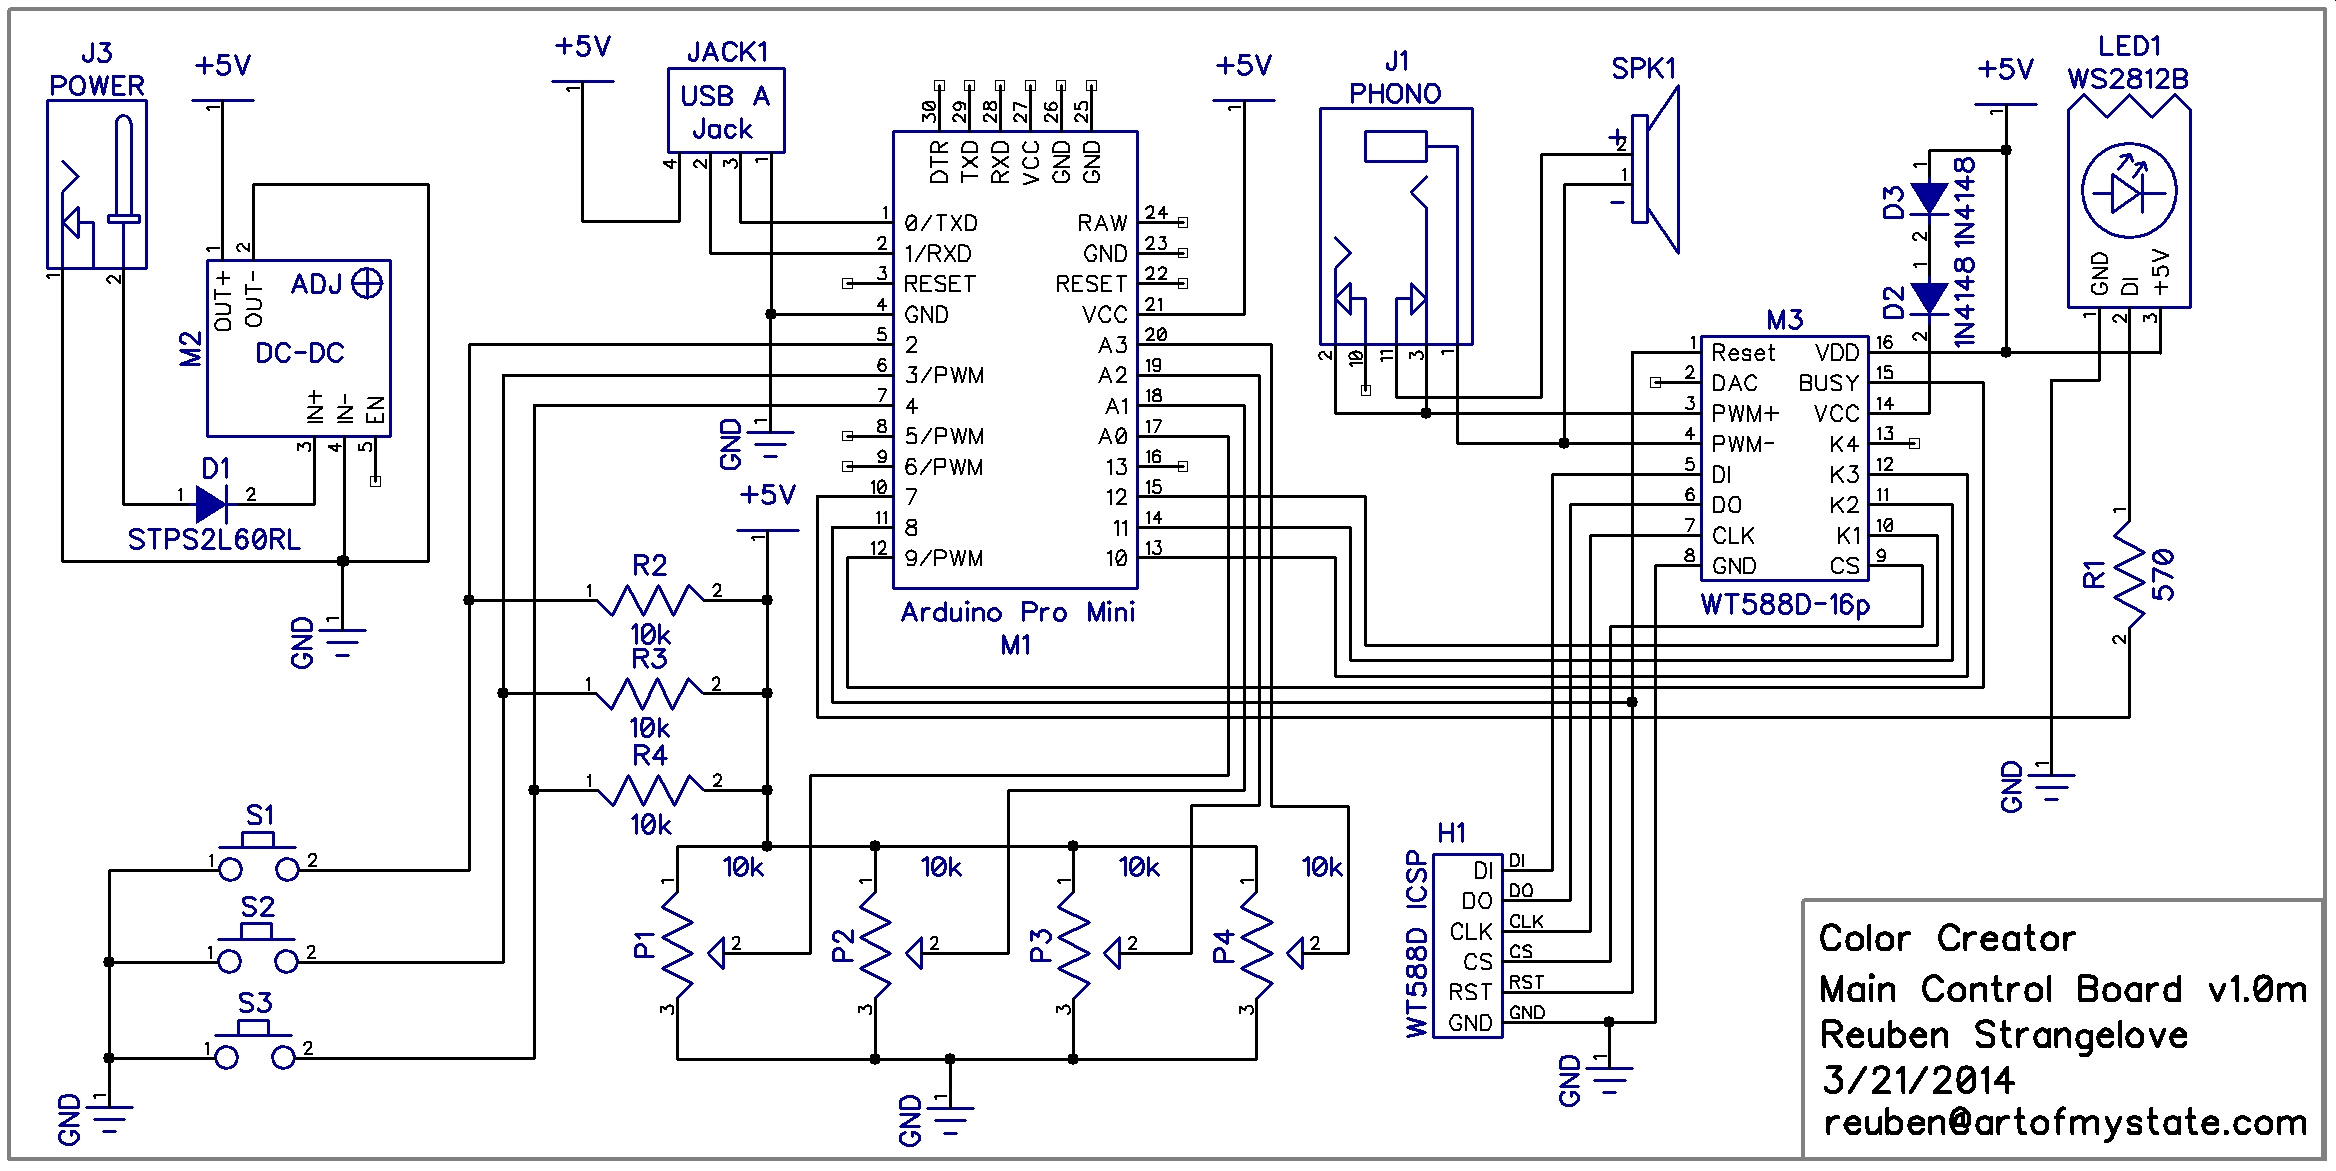 J3
POWER
1
2
+5V
1
1
2
OUT+
OUT-
ADJ
M2
DC-DC
IN+
IN-
EN
3
4
5
D1
1
2
STPS2L60RL
GND
1
+5V
1
JACK1
USB A
Jack
4
2
3
1
GND
1
30
29
28
27
26
25
DTR
TXD
RXD
VCC
GND
GND
1 0/TXD
2 1/RXD
3 RESET
4 GND
5 2
6 3/PWM
7 4
8 5/PWM
9 6/PWM
10 7
11 8
12 9/PWM
RAW 24
GND 23
RESET 22
VCC 21
A3 20
A2 19
A1 18
A0 17
13 16
12 15
11 14
10 13
Arduino Pro Mini
M1
+5V
1
J1
PHONO
2
10
11
3
1
SPK1
+
2
1
-
+5V
1
D3
1
2
1N4148
D2
1
2
1N4148
LED1
WS2812B
GND
DI
+5V
1
2
3
M3
1 Reset
2 DAC
3 PWM+
4 PWM-
5 DI
6 DO
7 CLK
8 GND
VDD 16
BUSY 15
VCC 14
K4 13
K3 12
K2 11
K1 10
CS 9
WT588D-16p
R1
570
1
2
GND
1
+5V
1
R2
1 2
10k
R3
1 2
10k
R4
1 2
10k
S1
1 2
S2
1 2
S3
1 2
GND
1
10k
P1
1
2
3
10k
P2
1
2
3
10k
P3
1
2
3
10k
P4
1
2
3
GND
1
H1
WT588D ICSP
DI DI
DO DO
CLK CLK
CS CS
RST RST
GND GND
GND
1
Color Creator
Main Control Board v1.0m
Reuben Strangelove
3/21/2014
reuben@artofmystate.com